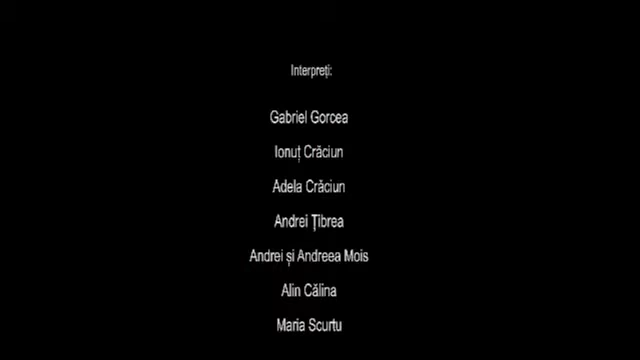 Interpreți:
Gabriel Gorcea
Ionuț Crăciun
Adela Crăciun
Andrei Țibrea
Andrei și Andreea Mois
Alin Călina
Maria Scurtu